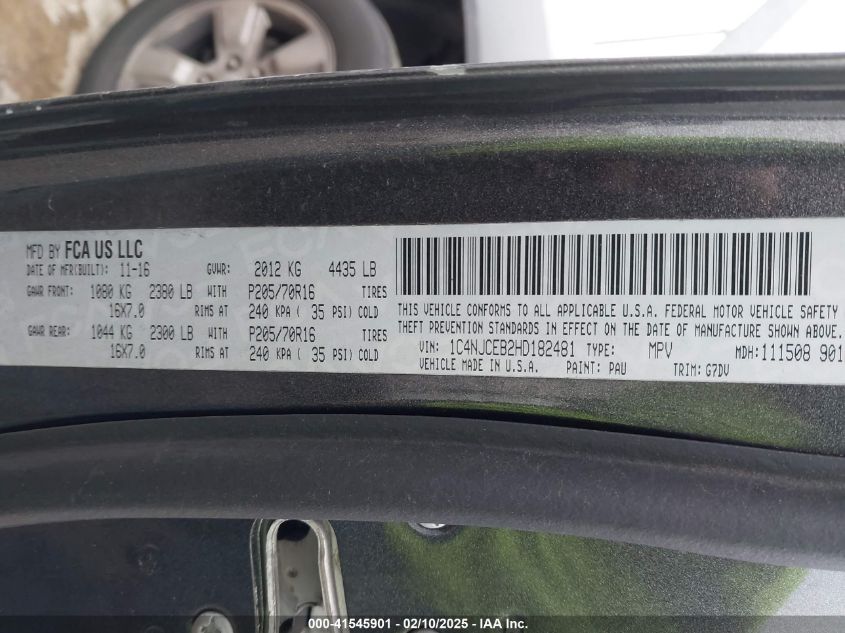 MFD BY FCA US LLC
DATE OF MFR(BUILT): 11-16 GVWR: 2012 KG 4435 LB
GAWR FRONT: 1080 KG 2380 LB WITH P205/70R16 TIRES
16X7.0 RIMS AT 240 KPA ( 35 PSI) COLD
GAWR REAR: 1044 KG 2300 LB WITH P205/70R16 TIRES
16X7.0 RIMS AT 240 KPA ( 35 PSI) COLD
THIS VEHICLE CONFORMS TO ALL APPLICABLE U.S.A. FEDERAL MOTOR VEHICLE SAFETY
THEFT PREVENTION STANDARDS IN EFFECT ON THE DATE OF MANUFACTURE SHOWN ABOVE.
VIN: 1C4NJCEB2HD182481 TYPE: MPV MDH:111508 901
VEHICLE MADE IN U.S.A. PAINT: PAU TRIM: G7DV
000-41545901 - 02/10/2025 - IAA Inc.